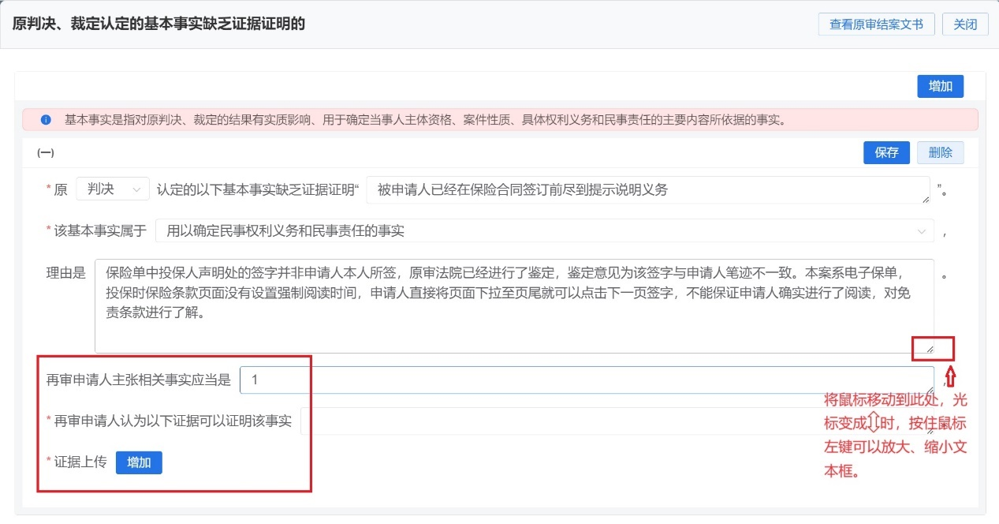 原判决、裁定认定的基本事实缺乏证据证明的
查看原审结案文书
关闭
增加
基本事实是指对原判决、裁定的结果有实质影响、用于确定当事人主体资格、案件性质、具体权利义务和民事责任的主要内容所依据的事实。
(一)
保存
删除
*原 判决 认定的以下基本事实缺乏证据证明“ 被申请人已经在保险合同签订前尽到提示说明义务 ”。
*该基本事实属于 用以确定民事权利义务和民事责任的事实 ，
理由是 保险单中投保人声明处的签字并非申请人本人所签，原审法院已经进行了鉴定，鉴定意见为该签字与申请人笔迹不一致。本案系电子保单， 。
投保时保险条款页面没有设置强制阅读时间，申请人直接将页面下拉至页尾就可以点击下一页签字，不能保证申请人确实进行了阅读，对免
责条款进行了解。
再审申请人主张相关事实应当是 1 ，
*再审申请人认为以下证据可以证明该事实
*证据上传 增加
将鼠标移动到此处，光
标变成⇕时，按住鼠标
左键可以放大、缩小文
本框。